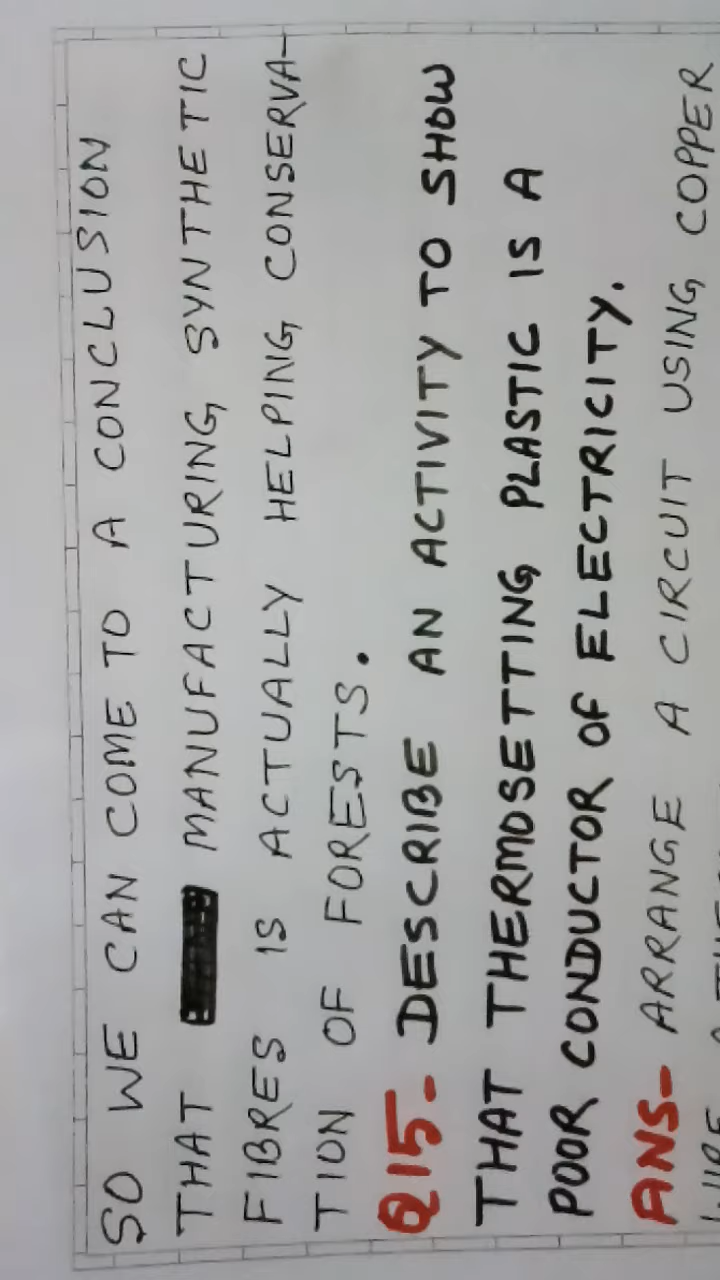 SO WE CAN COME TO A CONCLUSION
THAT MANUFACTURING SYNTHETIC
FIBRES IS ACTUALLY HELPING CONSERVA-
TION OF FORESTS.
Q15- DESCRIBE AN ACTIVITY TO SHOW
THAT THERMOSETTING PLASTIC IS A
POOR CONDUCTOR OF ELECTRICITY.
ANS- ARRANGE A CIRCUIT USING COPPER